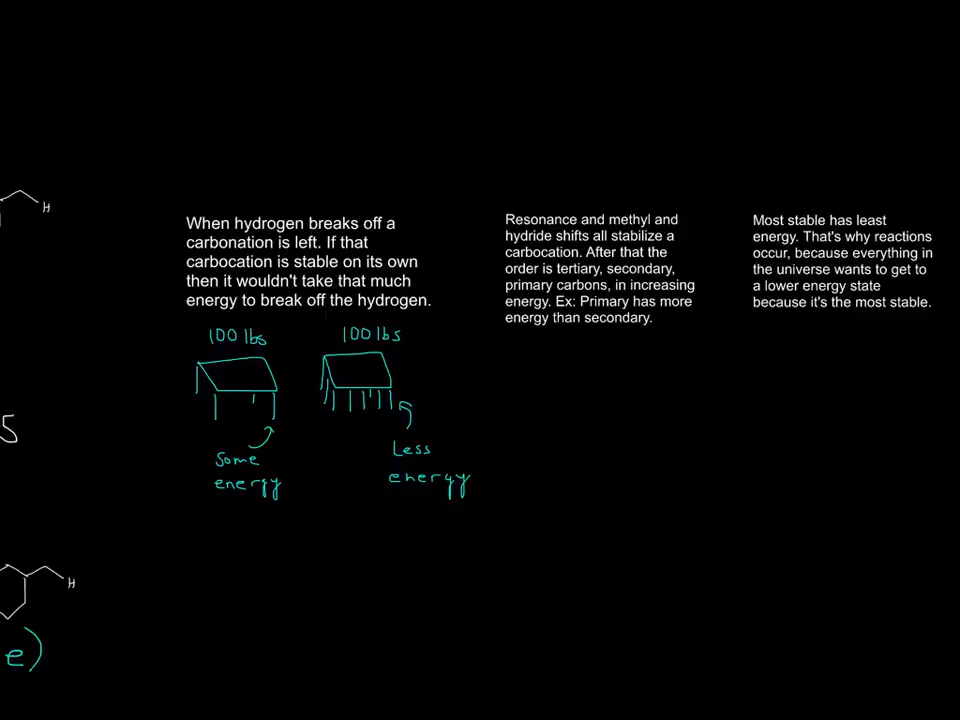 H
When hydrogen breaks off a
carbonation is left. If that
carbocation is stable on its own
then it wouldn't take that much
energy to break off the hydrogen.
Resonance and methyl and
hydride shifts all stabilize a
carbocation. After that the
order is tertiary, secondary,
primary carbons, in increasing
energy. Ex: Primary has more
energy than secondary.
Most stable has least
energy. That's why reactions
occur, because everything in
the universe wants to get to
a lower energy state
because it's the most stable.
100 lbs
100 lbs
5
Some
energy
Less
energy
H
e)